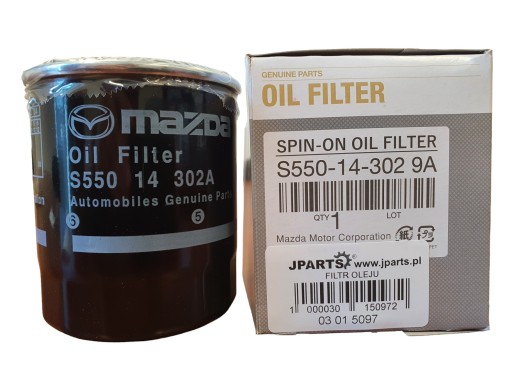 mazda
Oil Filter
S550 14 302A
Automobiles Genuine Parts
6
5
GENUINE PARTS
OIL FILTER
SPIN-ON OIL FILTER
S550-14-302 9A
QTY 1 LOT
Mazda Motor Corporation 紙
JPARTS www.jparts.pl
FILTR OLEJU
1 000030 150972
03 01 5097